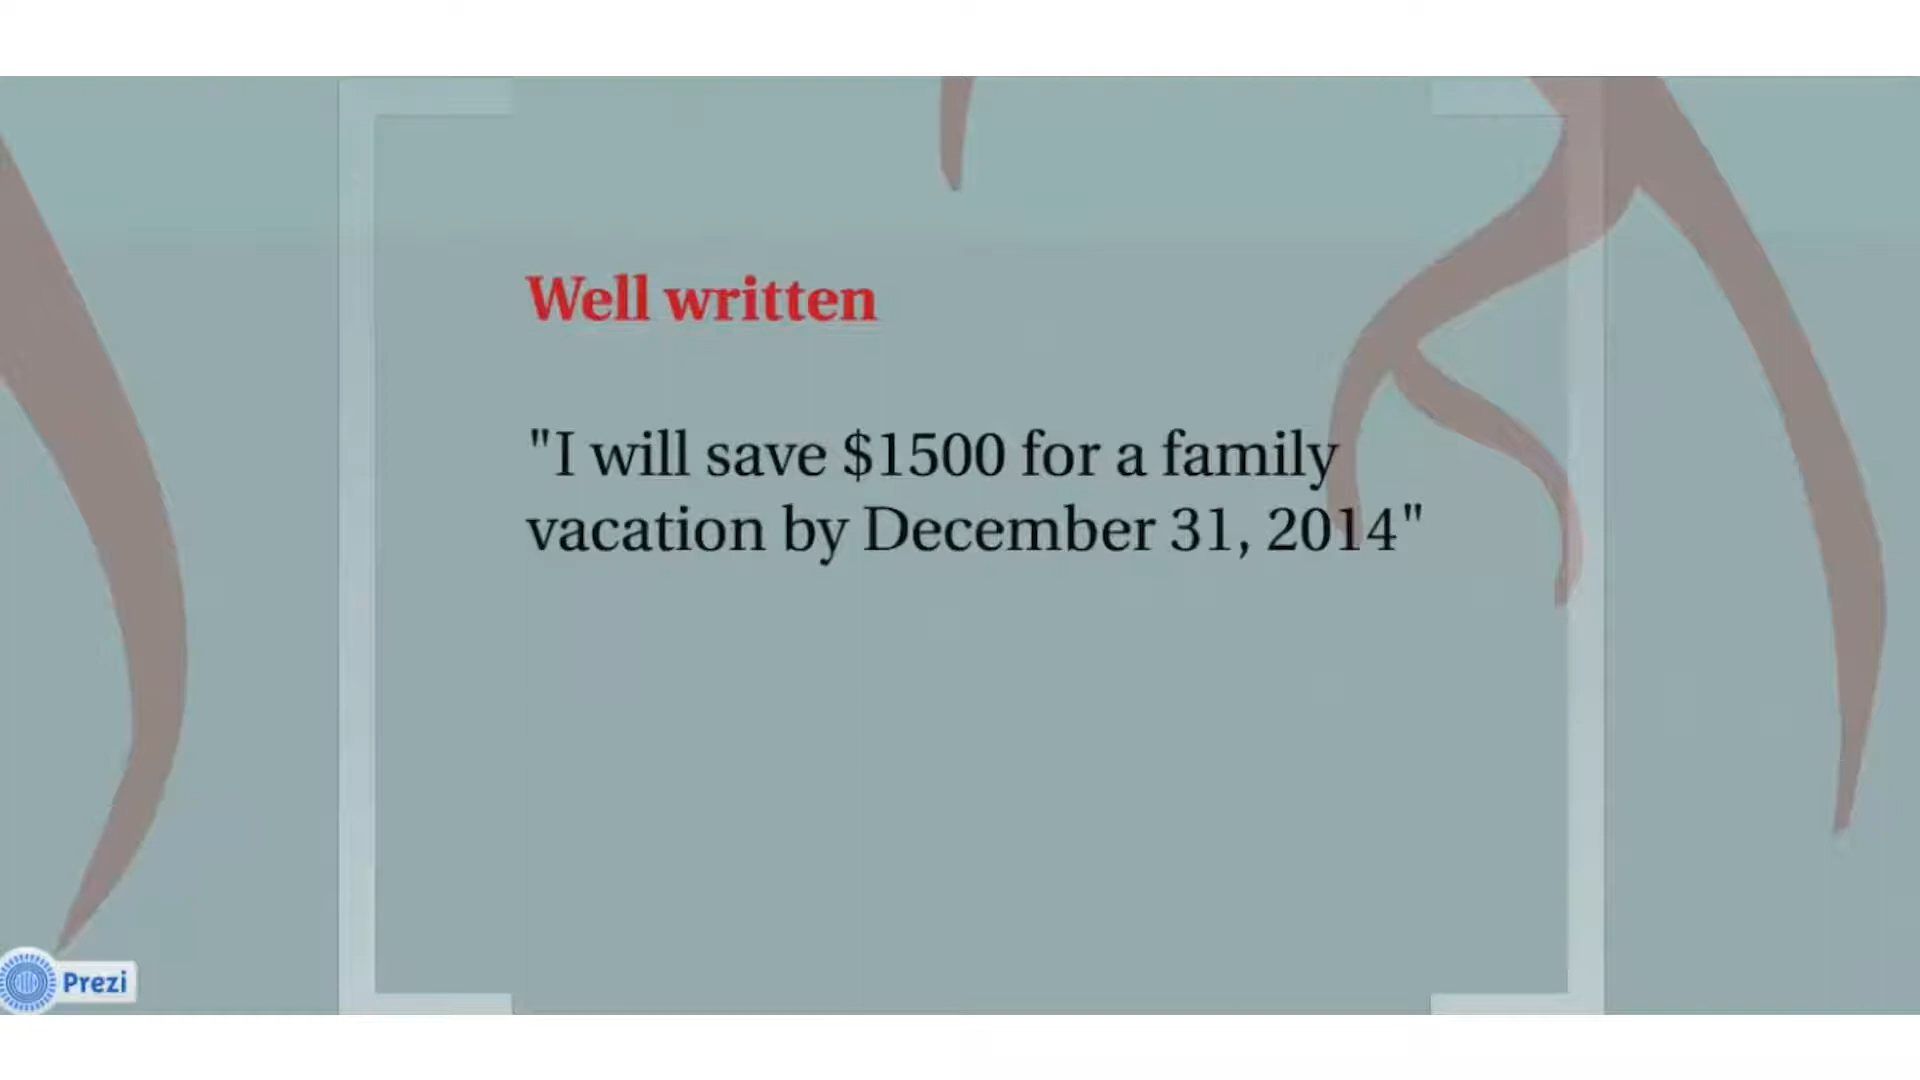 Well written
"I will save $1500 for a family
vacation by December 31, 2014"
Prezi